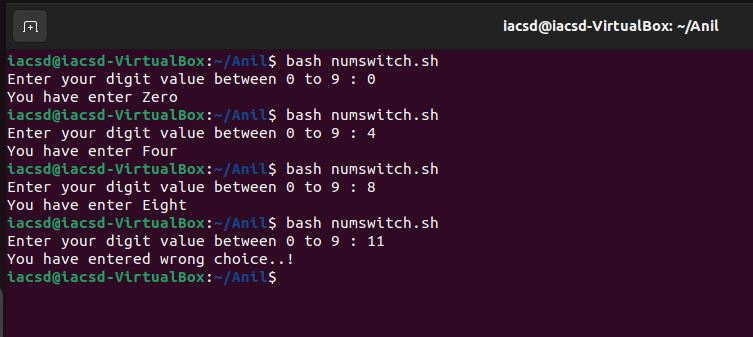 iacsd@iacsd-VirtualBox: ~/Anil
iacsd@iacsd-VirtualBox:~/Anil$ bash numswitch.sh
Enter your digit value between 0 to 9 : 0
You have enter Zero
iacsd@iacsd-VirtualBox:~/Anil$ bash numswitch.sh
Enter your digit value between 0 to 9 : 4
You have enter Four
iacsd@iacsd-VirtualBox:~/Anil$ bash numswitch.sh
Enter your digit value between 0 to 9 : 8
You have enter Eight
iacsd@iacsd-VirtualBox:~/Anil$ bash numswitch.sh
Enter your digit value between 0 to 9 : 11
You have entered wrong choice..!
iacsd@iacsd-VirtualBox:~/Anil$